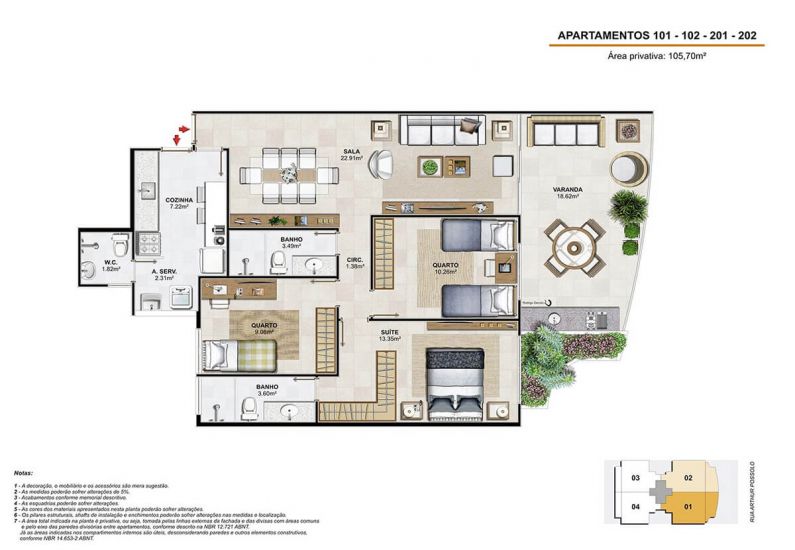 APARTAMENTOS 101 - 102 - 201 - 202
Área privativa: 105,70m²
SALA
22.91m²
COZINHA
7.22m²
VARANDA
18.62m²
BANHO
3.49m²
W.C.
1.82m²
A. SERV.
2.31m²
CIRC.
1.38m²
QUARTO
10.26m²
QUARTO
9.06m²
SUÍTE
13.35m²
BANHO
3.60m²
Notas:
1 - A decoração, o mobiliário e os acessórios são mera sugestão.
2 - As medidas poderão sofrer alterações de 5%.
3 - Acabamentos conforme memorial descritivo.
4 - As esquadrias poderão sofrer alterações.
5 - As cores dos materiais apresentados nesta planta poderão sofrer alterações.
6 - Os pilares estruturais, shafts de instalação e enchimentos poderão sofrer alterações nas medidas e localização.
7 - A área total indicada na planta é privativa, ou seja, tomada pelas linhas externas da fachada e das divisas com áreas comuns
e pelo eixo das paredes divisórias entre apartamentos, conforme descrito na NBR 12.721 ABNT.
Já as áreas indicadas nos compartimentos internos são úteis, desconsiderando paredes e outros elementos construtivos,
conforme NBR 14.653-2 ABNT.
03
02
04
01
RUA ARTHUR POSSOLO